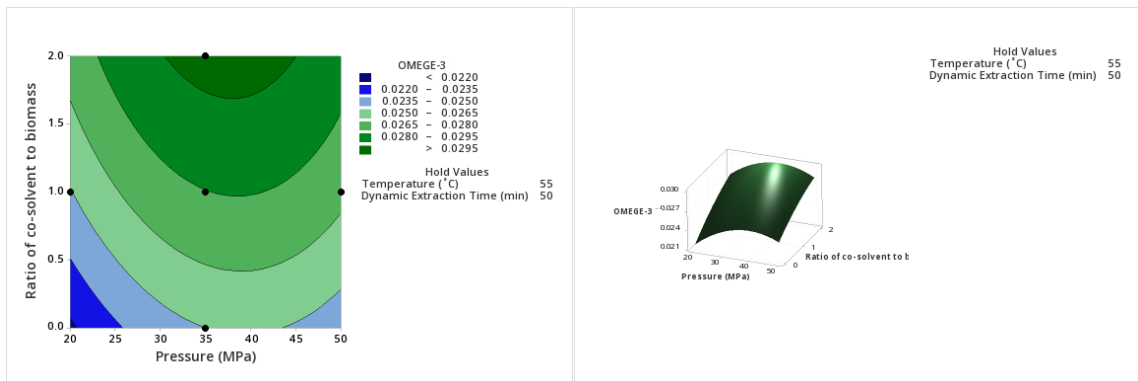 2.0
1.5
1.0
0.5
0.0
20 25 30 35 40 45 50
Ratio of co-solvent to biomass
Pressure (MPa)
OMEGE-3
< 0.0220
0.0220 – 0.0235
0.0235 – 0.0250
0.0250 – 0.0265
0.0265 – 0.0280
0.0280 – 0.0295
> 0.0295
Hold Values
Temperature (˚C) 55
Dynamic Extraction Time (min) 50
Hold Values
Temperature (˚C) 55
Dynamic Extraction Time (min) 50
0.030
0.027
0.024
0.021
OMEGE-3
20 30 40 50
Pressure (MPa)
2
1
0
Ratio of co-solvent to b